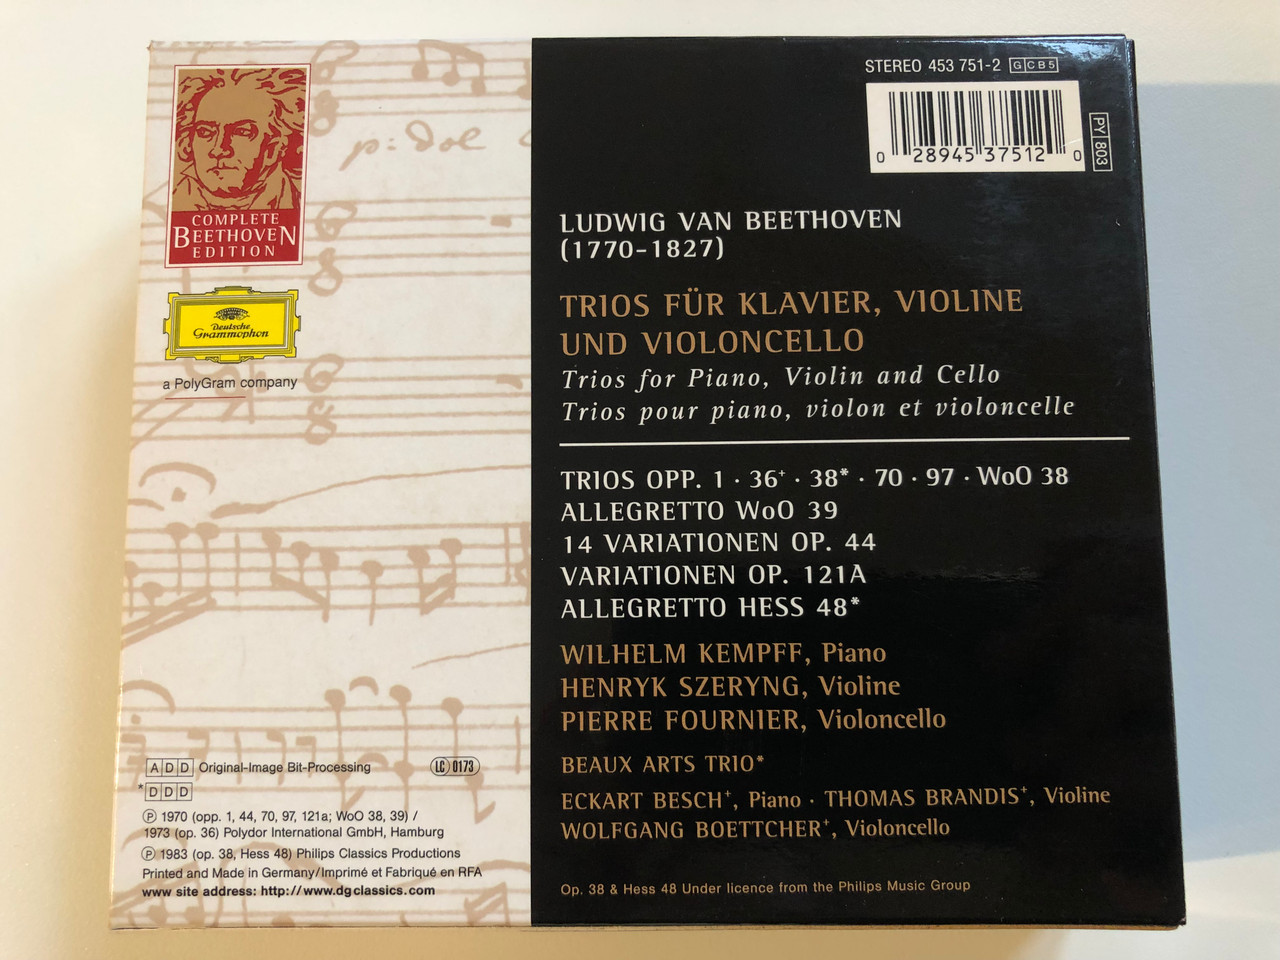 COMPLETE
BEETHOVEN
EDITION
Deutsche
Grammophon
a PolyGram company
p: dol
STEREO 453 751-2 GCB5
0 28945 37512 0
PY 803
LUDWIG VAN BEETHOVEN
(1770-1827)
TRIOS FÜR KLAVIER, VIOLINE
UND VIOLONCELLO
Trios for Piano, Violin and Cello
Trios pour piano, violon et violoncelle
TRIOS OPP. 1 · 36⁺ · 38* · 70 · 97 · WoO 38
ALLEGRETTO WoO 39
14 VARIATIONEN OP. 44
VARIATIONEN OP. 121A
ALLEGRETTO HESS 48*
WILHELM KEMPFF, Piano
HENRYK SZERYNG, Violine
PIERRE FOURNIER, Violoncello
BEAUX ARTS TRIO*
ECKART BESCH⁺, Piano · THOMAS BRANDIS⁺, Violine
WOLFGANG BOETTCHER⁺, Violoncello
Op. 38 & Hess 48 Under licence from the Philips Music Group
ADD Original-Image Bit-Processing LC 0173
*DDD
℗ 1970 (opp. 1, 44, 70, 97, 121a; WoO 38, 39) /
1973 (op. 36) Polydor International GmbH, Hamburg
℗ 1983 (op. 38, Hess 48) Philips Classics Productions
Printed and Made in Germany/Imprimé et Fabriqué en RFA
www site address: http://www.dgclassics.com